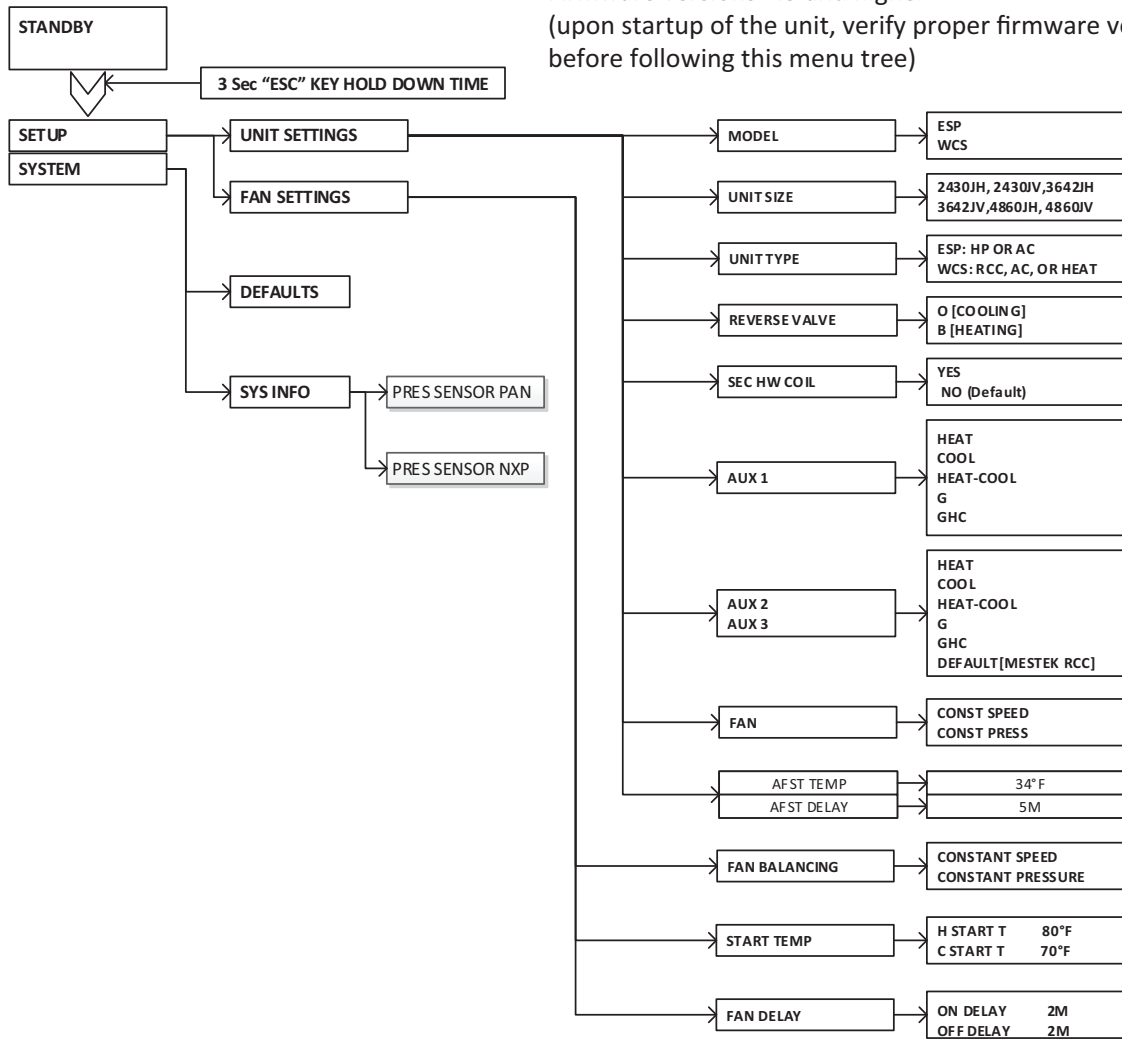 (upon startup of the unit, verify proper firmware
before following this menu tree)
STANDBY
3 Sec “ESC” KEY HOLD DOWN TIME
SETUP
SYSTEM
UNIT SETTINGS
FAN SETTINGS
DEFAULTS
SYS INFO
PRES SENSOR PAN
PRES SENSOR NXP
MODEL
ESP
WCS
UNIT SIZE
2430JH, 2430JV,3642JH
3642JV,4860JH, 4860JV
UNIT TYPE
ESP: HP OR AC
WCS: RCC, AC, OR HEAT
REVERSE VALVE
O [COOLING]
B [HEATING]
SEC HW COIL
YES
NO (Default)
AUX 1
HEAT
COOL
HEAT-COOL
G
GHC
AUX 2
AUX 3
HEAT
COOL
HEAT-COOL
G
GHC
DEFAULT[MESTEK RCC]
FAN
CONST SPEED
CONST PRESS
AFST TEMP 34°F
AFST DELAY 5M
FAN BALANCING
CONSTANT SPEED
CONSTANT PRESSURE
START TEMP
H START T 80°F
C START T 70°F
FAN DELAY
ON DELAY 2M
OFF DELAY 2M